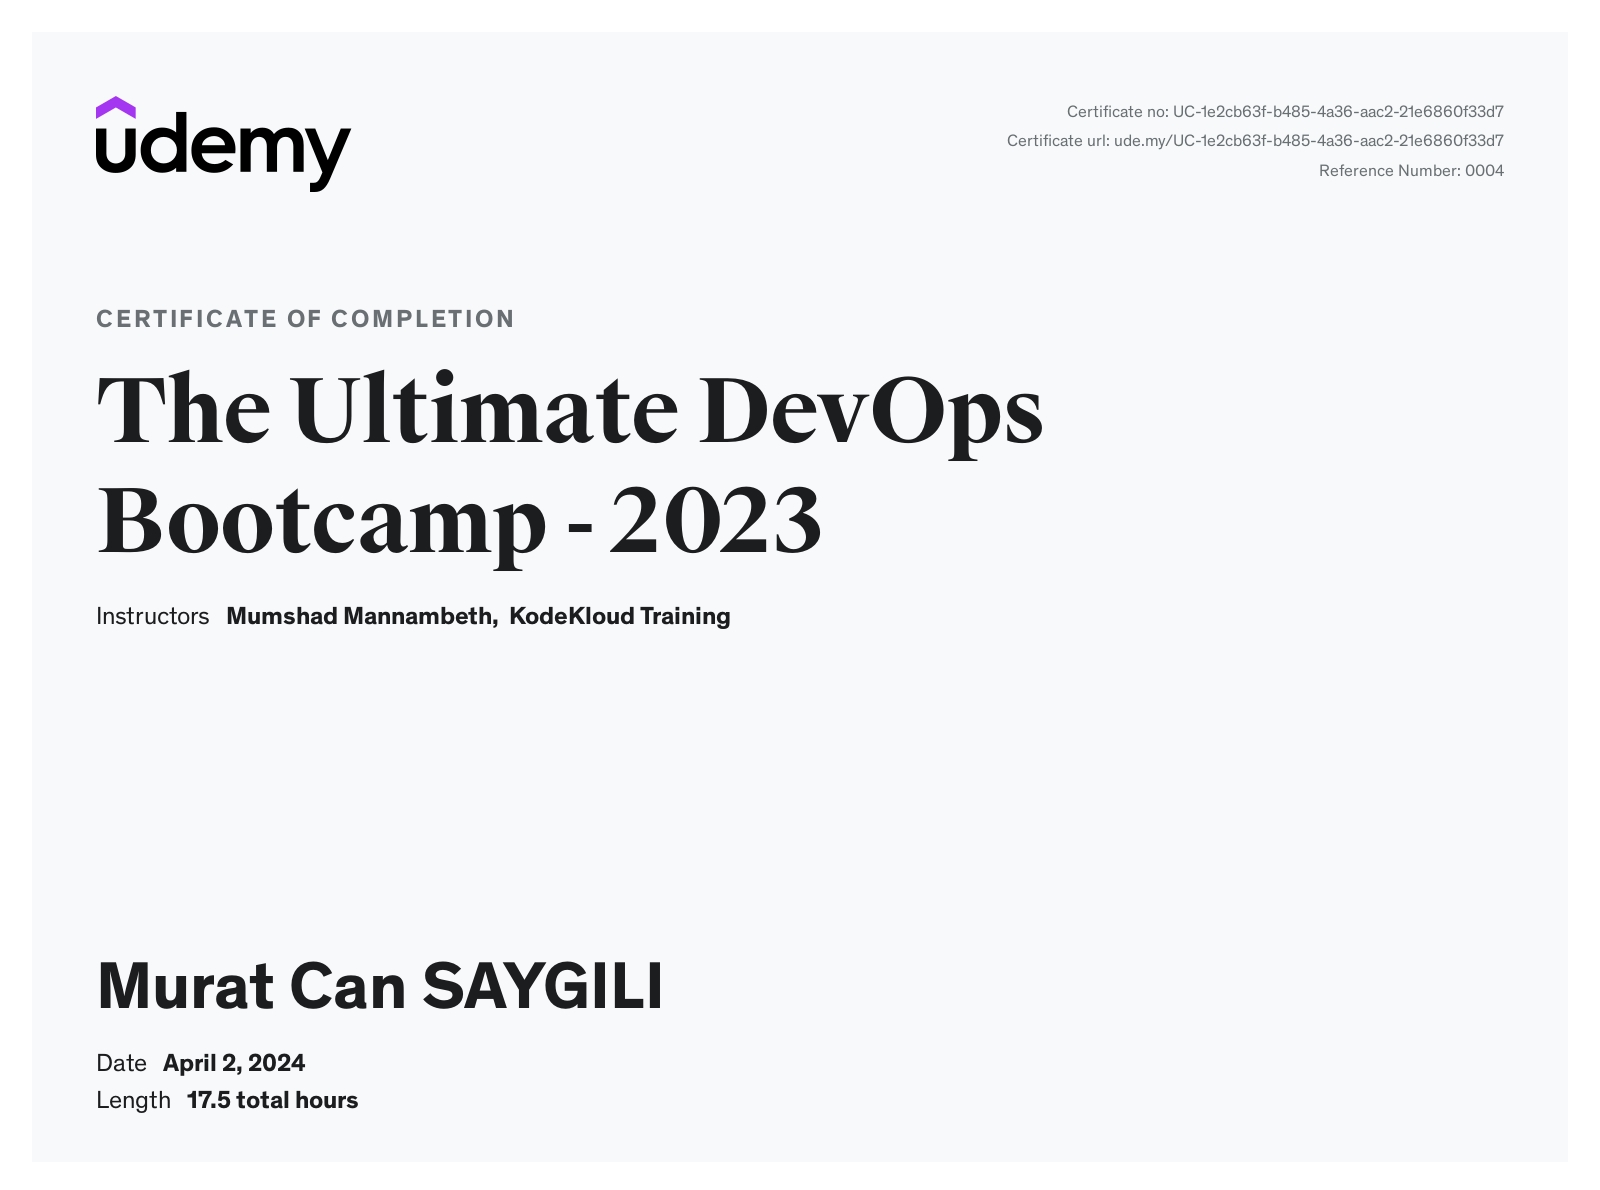 udemy
Certificate no: UC-1e2cb63f-b485-4a36-aac2-21e6860f33d7
Certificate url: ude.my/UC-1e2cb63f-b485-4a36-aac2-21e6860f33d7
Reference Number: 0004
CERTIFICATE OF COMPLETION
The Ultimate DevOps
Bootcamp - 2023
Instructors Mumshad Mannambeth, KodeKloud Training
Murat Can SAYGILI
Date April 2, 2024
Length 17.5 total hours